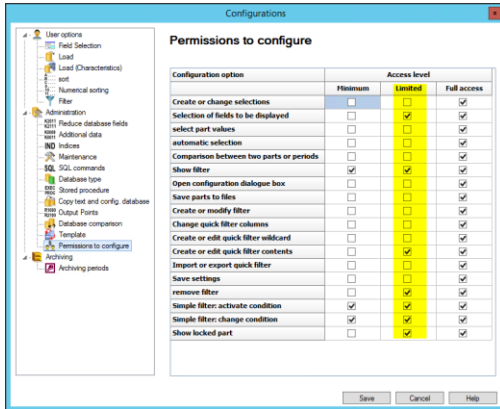 Configurations
User options
Field Selection
Load
Load (Characteristics)
sort
Numerical sorting
Filter
Administration
Reduce database fields
Additional data
IND Indices
Maintenance
SQL SQL commands
Database type
EXEC PROC Stored procedure
Copy text and config. database
Output Points
Database comparison
Template
Permissions to configure
Archiving
Archiving periods
Permissions to configure
Configuration option Access level
Minimum Limited Full access
Create or change selections
Selection of fields to be displayed
select part values
automatic selection
Comparison between two parts or periods
Show filter
Open configuration dialogue box
Save parts to files
Create or modify filter
Change quick filter columns
Create or edit quick filter wildcard
Create or edit quick filter contents
Import or export quick filter
Save settings
remove filter
Simple filter: activate condition
Simple filter: change condition
Show locked part
Save Cancel Help